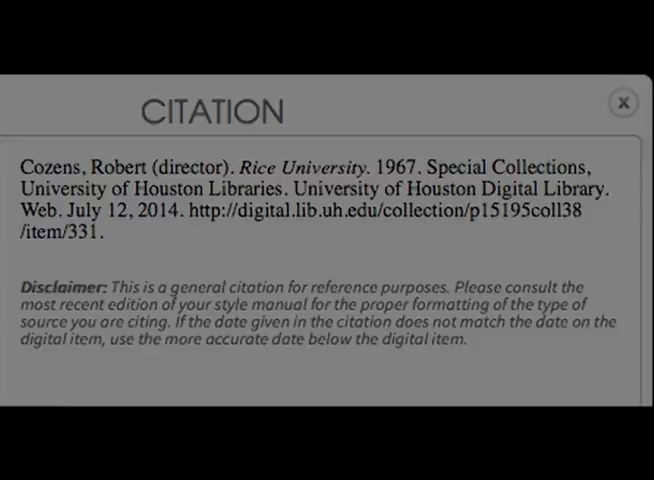 CITATION
Cozens, Robert (director). Rice University. 1967. Special Collections,
University of Houston Libraries. University of Houston Digital Library.
Web. July 12, 2014. http://digital.lib.uh.edu/collection/p15195coll38
/item/331.
Disclaimer: This is a general citation for reference purposes. Please consult the
most recent edition of your style manual for the proper formatting of the type of
source you are citing. If the date given in the citation does not match the date on the
digital item, use the more accurate date below the digital item.